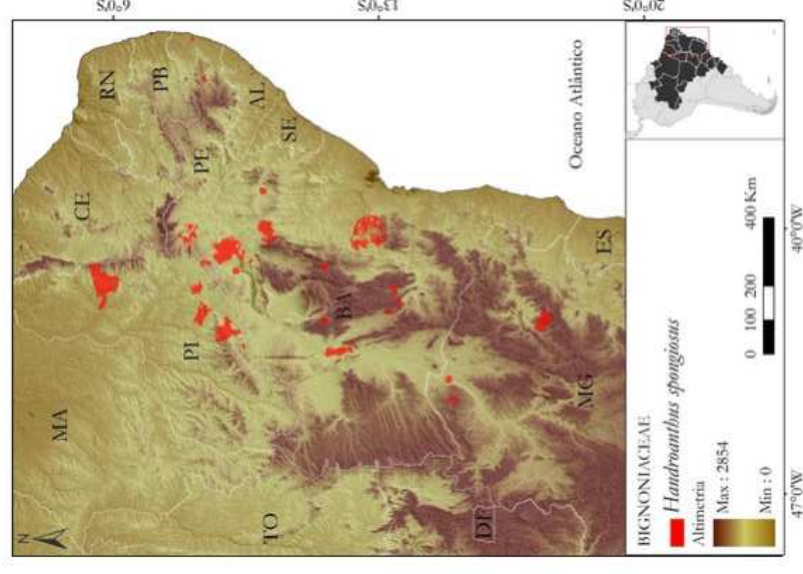 N
MA
CE
RN
PI
PB
PE
TO
AL
SE
BA
DF
MG
ES
Oceano Atlântico
6°0'S
13°0'S
20°0'S
BIGNONIACEAE
Handroanthus spongiosus
Altimetria
Max : 2854
Min : 0
0 100 200 400 Km
47°0'W
40°0'W